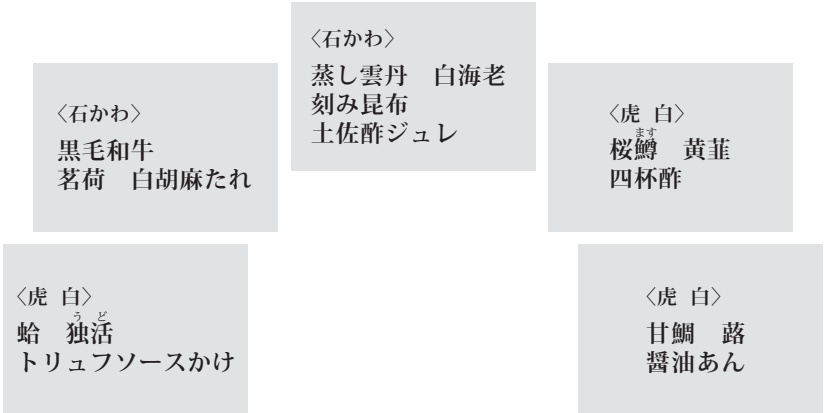 〈石かわ〉
蒸し雲丹　白海老
刻み昆布
土佐酢ジュレ
〈石かわ〉
黒毛和牛
茗荷　白胡麻たれ
〈虎 白〉
ます
桜鱒　黄韮
四杯酢
〈虎 白〉
うど
蛤　独活
トリュフソースかけ
〈虎 白〉
甘鯛　蕗
醤油あん